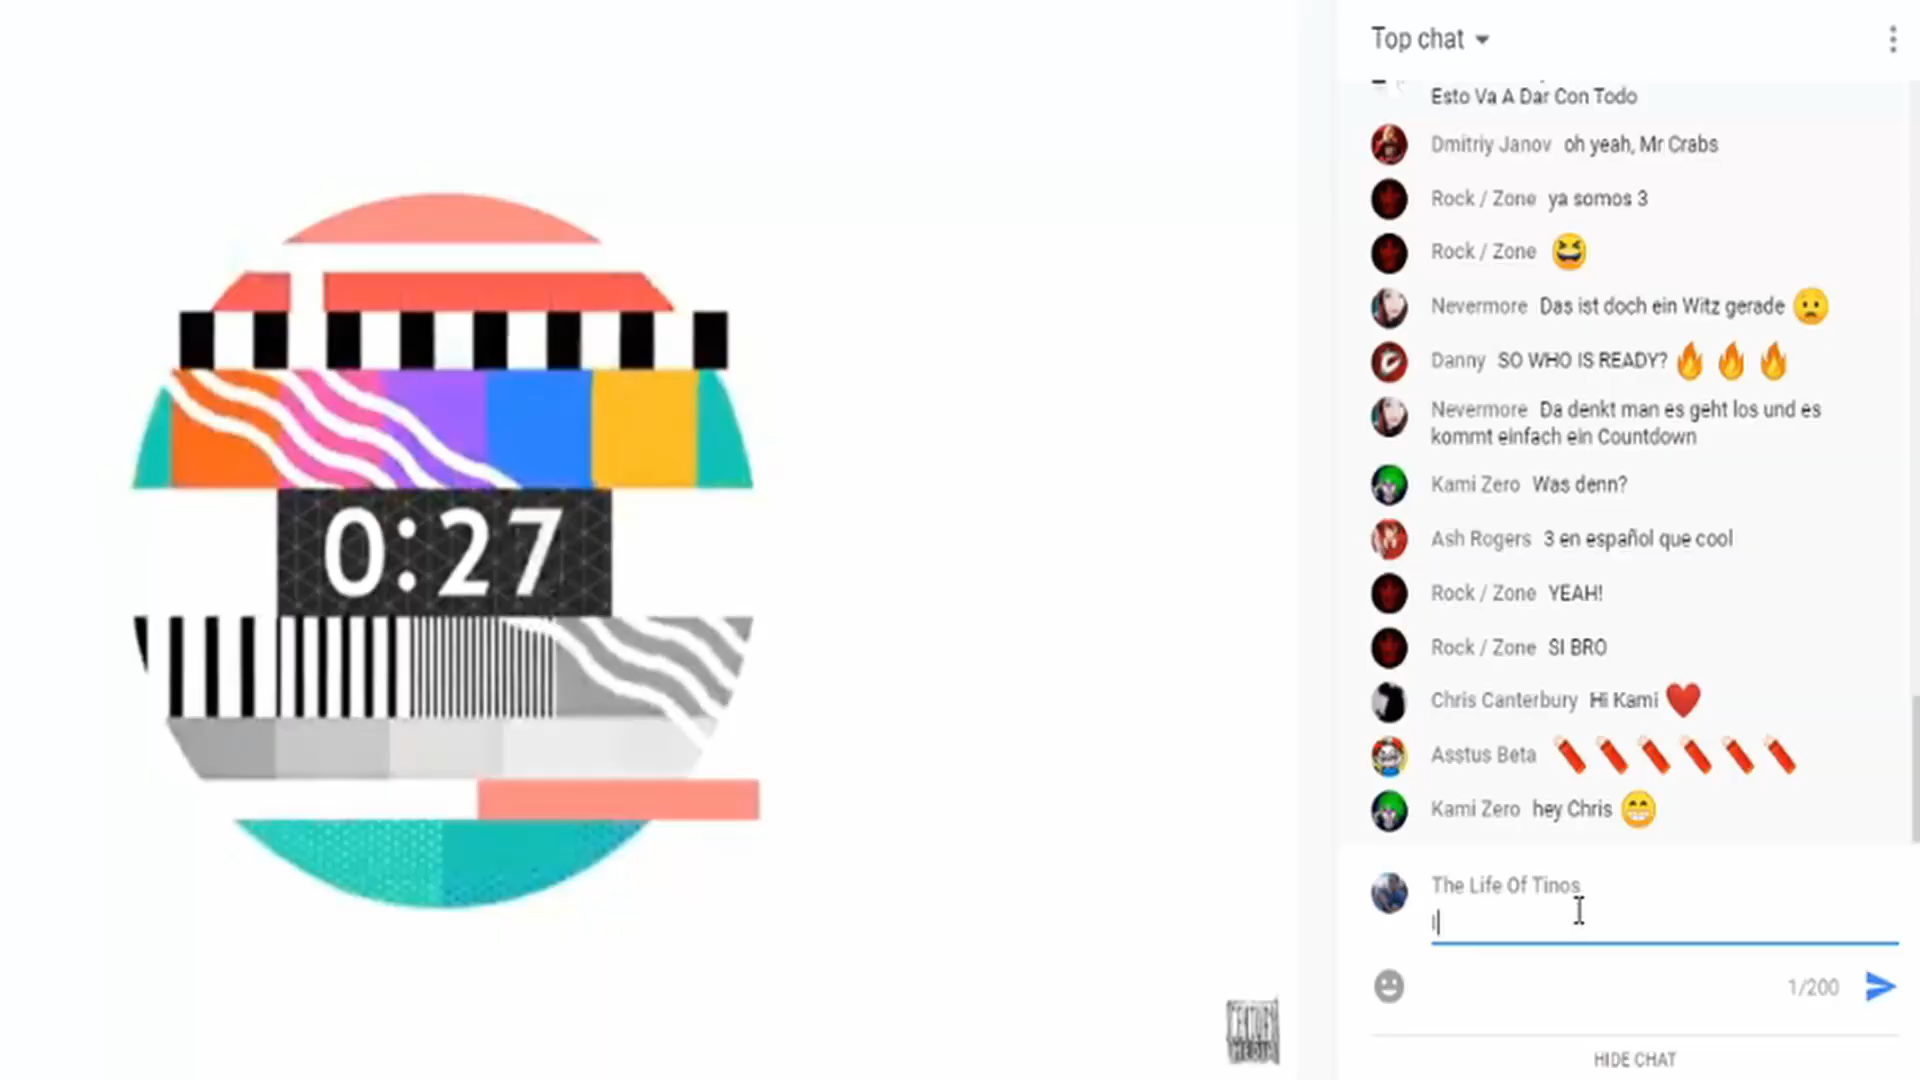 Top chat
Esto Va A Dar Con Todo
Dmitriy Janov oh yeah, Mr Crabs
Rock / Zone ya somos 3
Rock / Zone 😆
Nevermore Das ist doch ein Witz gerade 🙁
Danny SO WHO IS READY? 🔥 🔥 🔥
Nevermore Da denkt man es geht los und es
kommt einfach ein Countdown
Kami Zero Was denn?
Ash Rogers 3 en español que cool
Rock / Zone YEAH!
Rock / Zone SI BRO
Chris Canterbury Hi Kami ❤️
Asstus Beta 🧨 🧨 🧨 🧨 🧨 🧨
Kami Zero hey Chris 😁
The Life Of Tinos
1/200
HIDE CHAT
0:27
CENTURY
MEDIA